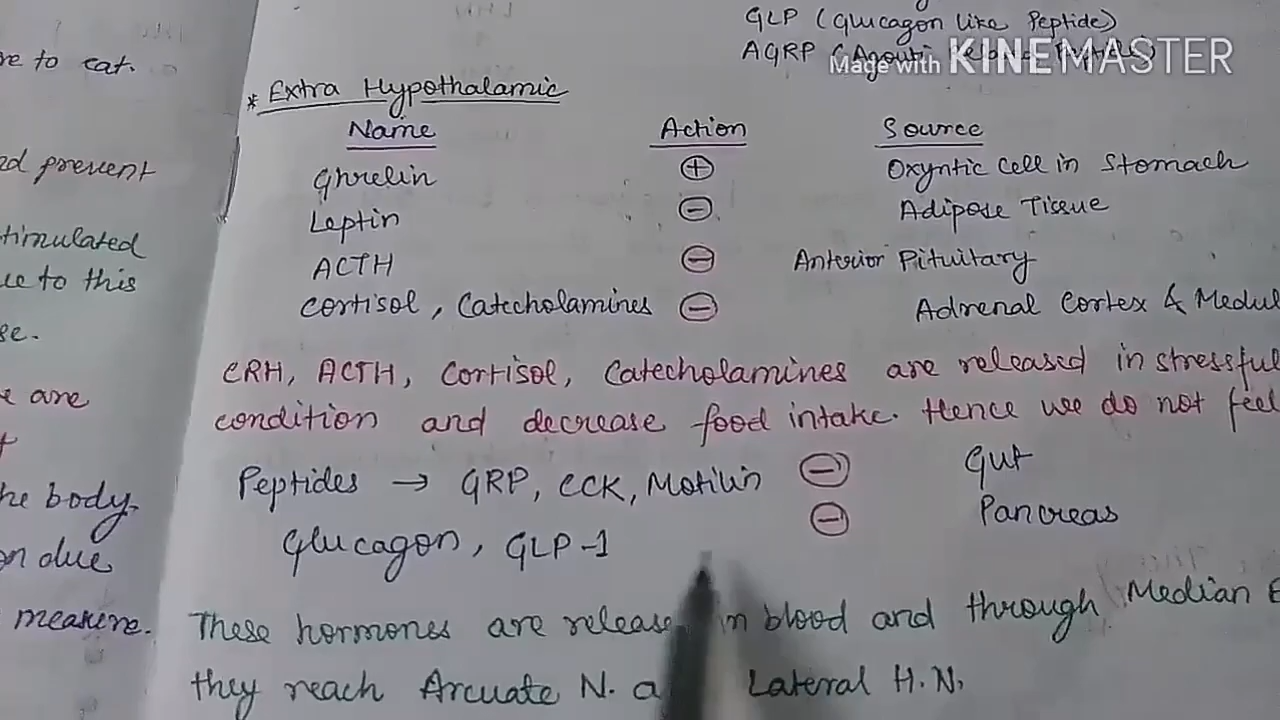 GLP (Glucagon like Peptide)
AGRP (Agouti
Made with KINEMASTER
re to eat.
* Extra Hypothalamic
Name Action Source
Ghrelin + Oxyntic Cell in Stomach
Leptin - Adipose Tissue
ACTH - Anterior Pituitary
Cortisol, Catecholamines - Adrenal Cortex & Medul
CRH, ACTH, Cortisol, Catecholamines are released in stressful
condition and decrease food intake. Hence we do not feel
Peptides → GRP, CCK, Motilin - Gut
Glucagon, GLP-1 - Pancreas
These hormones are release in blood and through Median E
they reach Arcuate N. a Lateral H.N.
nd prevent
timulated
ue to this
se.
e are
he body.
on due
measure.